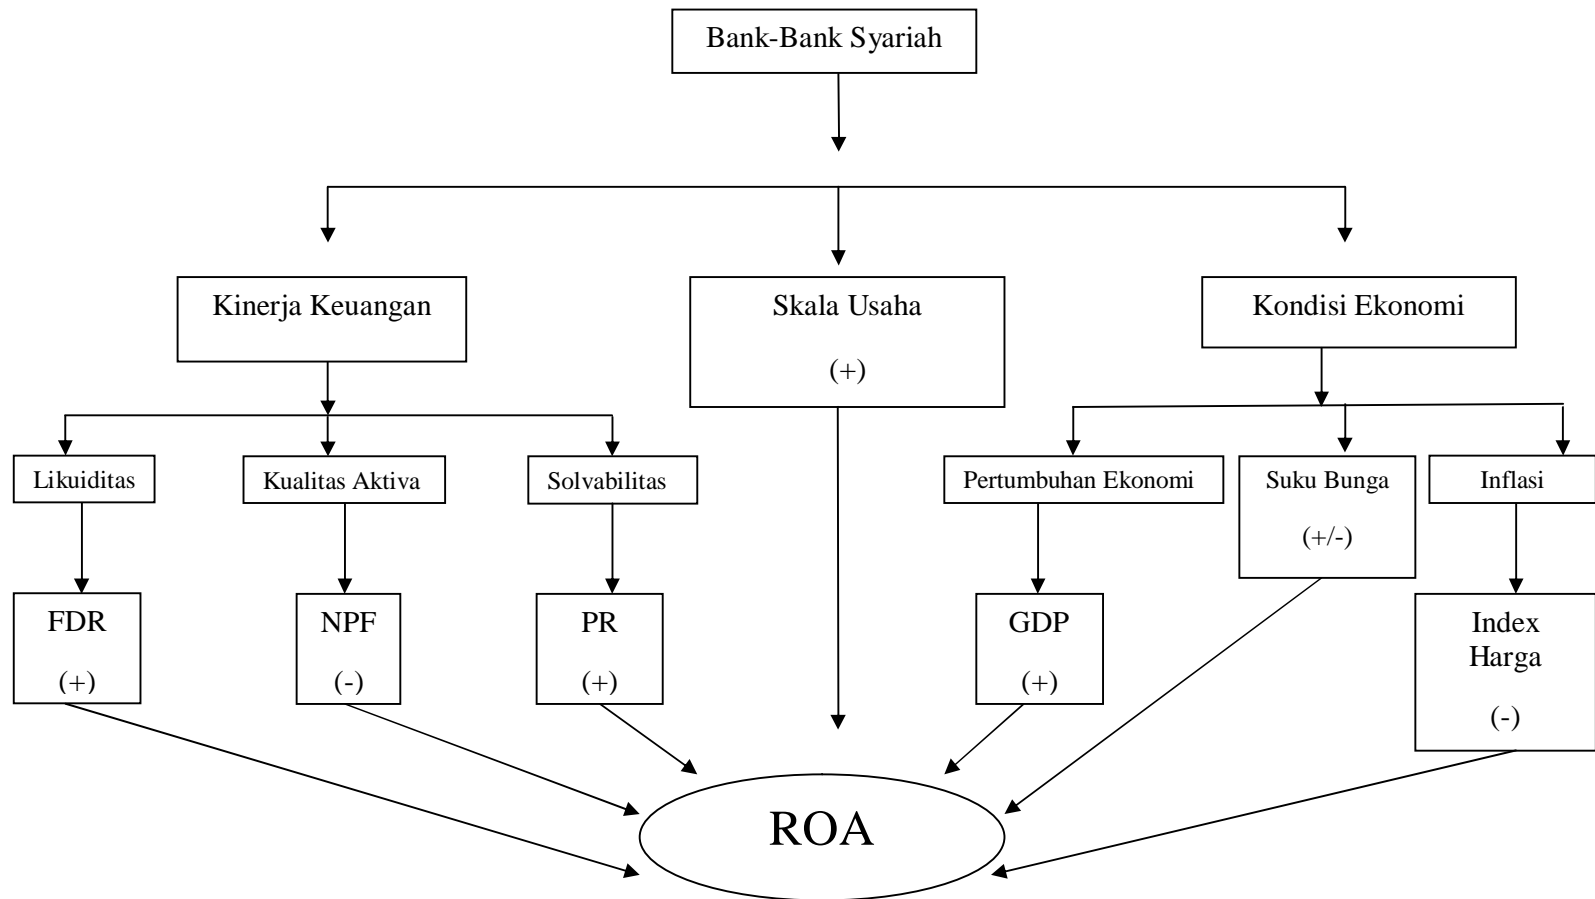 Bank-Bank Syariah
Kinerja Keuangan
Skala Usaha
(+)
Kondisi Ekonomi
Likuiditas
Kualitas Aktiva
Solvabilitas
Pertumbuhan Ekonomi
Suku Bunga
(+/-)
Inflasi
FDR
(+)
NPF
(-)
PR
(+)
GDP
(+)
Index
Harga
(-)
ROA